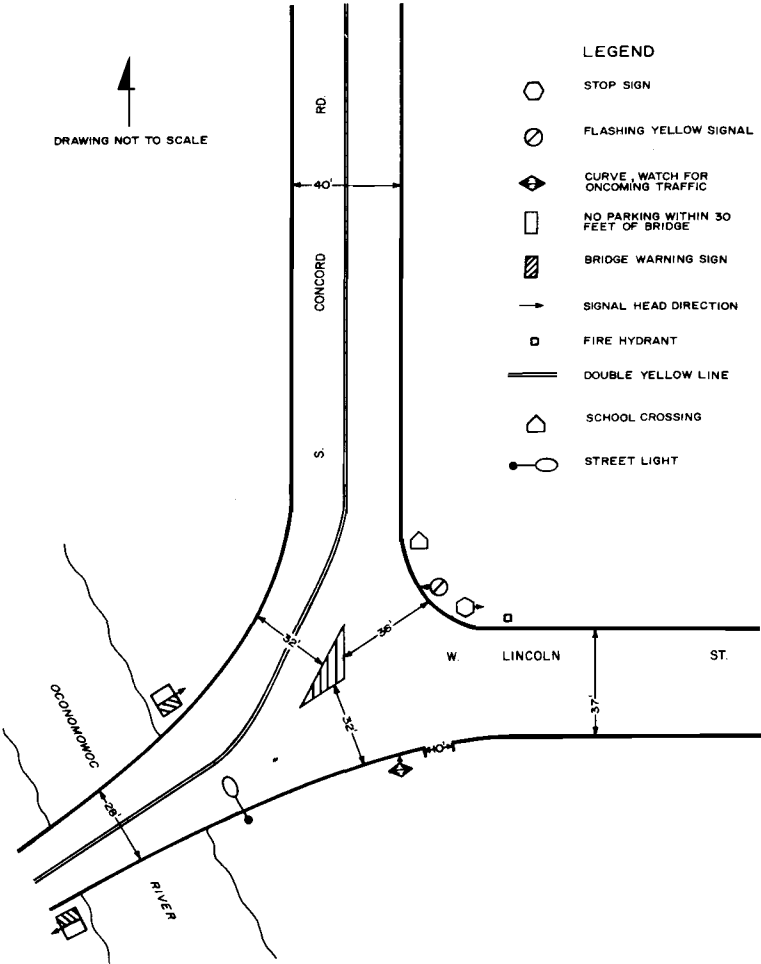 DRAWING NOT TO SCALE
LEGEND
STOP SIGN
FLASHING YELLOW SIGNAL
CURVE, WATCH FOR
ONCOMING TRAFFIC
NO PARKING WITHIN 30
FEET OF BRIDGE
BRIDGE WARNING SIGN
SIGNAL HEAD DIRECTION
FIRE HYDRANT
DOUBLE YELLOW LINE
SCHOOL CROSSING
STREET LIGHT
S. CONCORD RD.
40'
32'
36'
W. LINCOLN ST.
37'
32'
10'
28'
OCONOMOWOC
RIVER